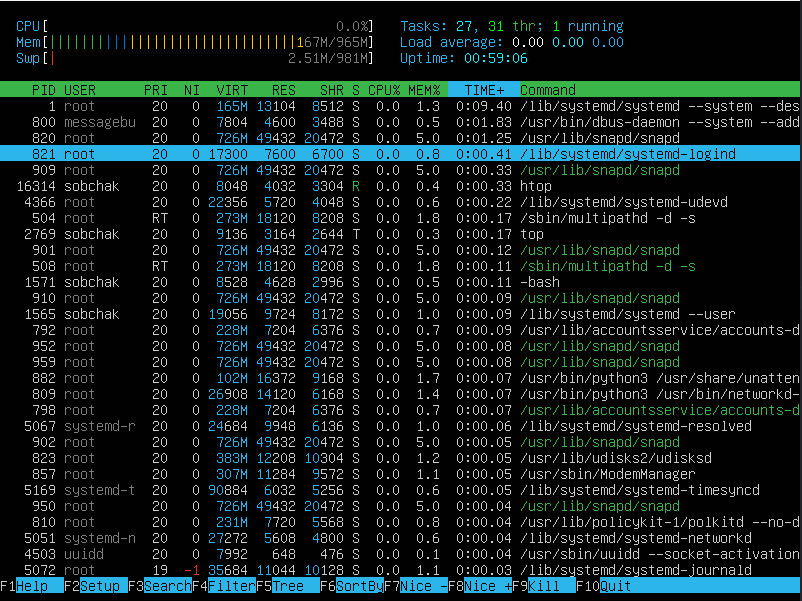 CPU[ 0.0%] Tasks: 27, 31 thr; 1 running
Mem[||||||||||||||||||||||||||||||||167M/965M] Load average: 0.00 0.00 0.00
Swp[| 2.51M/981M] Uptime: 00:59:06
PID USER PRI NI VIRT RES SHR S CPU% MEM% TIME+ Command
1 root 20 0 165M 13104 8512 S 0.0 1.3 0:09.40 /lib/systemd/systemd --system --des
800 messagebu 20 0 7804 4600 3488 S 0.0 0.5 0:01.83 /usr/bin/dbus-daemon --system --add
820 root 20 0 726M 49432 20472 S 0.0 5.0 0:01.25 /usr/lib/snapd/snapd
821 root 20 0 17300 7600 6700 S 0.0 0.8 0:00.41 /lib/systemd/systemd-logind
909 root 20 0 726M 49432 20472 S 0.0 5.0 0:00.33 /usr/lib/snapd/snapd
16314 sobchak 20 0 8048 4032 3304 R 0.0 0.4 0:00.33 htop
4366 root 20 0 22356 5720 4048 S 0.0 0.6 0:00.22 /lib/systemd/systemd-udevd
504 root RT 0 273M 18120 8208 S 0.0 1.8 0:00.17 /sbin/multipathd -d -s
2769 sobchak 20 0 9136 3164 2644 T 0.0 0.3 0:00.17 top
901 root 20 0 726M 49432 20472 S 0.0 5.0 0:00.12 /usr/lib/snapd/snapd
508 root RT 0 273M 18120 8208 S 0.0 1.8 0:00.11 /sbin/multipathd -d -s
1571 sobchak 20 0 8528 4628 2996 S 0.0 0.5 0:00.11 -bash
910 root 20 0 726M 49432 20472 S 0.0 5.0 0:00.09 /usr/lib/snapd/snapd
1565 sobchak 20 0 19056 9724 8172 S 0.0 1.0 0:00.09 /lib/systemd/systemd --user
792 root 20 0 228M 7204 6376 S 0.0 0.7 0:00.09 /usr/lib/accountsservice/accounts-d
952 root 20 0 726M 49432 20472 S 0.0 5.0 0:00.08 /usr/lib/snapd/snapd
959 root 20 0 726M 49432 20472 S 0.0 5.0 0:00.08 /usr/lib/snapd/snapd
882 root 20 0 102M 16372 9168 S 0.0 1.7 0:00.07 /usr/bin/python3 /usr/share/unatten
809 root 20 0 26908 14120 6168 S 0.0 1.4 0:00.07 /usr/bin/python3 /usr/bin/networkd-
798 root 20 0 228M 7204 6376 S 0.0 0.7 0:00.07 /usr/lib/accountsservice/accounts-d
5067 systemd-r 20 0 24684 9948 6136 S 0.0 1.0 0:00.06 /lib/systemd/systemd-resolved
902 root 20 0 726M 49432 20472 S 0.0 5.0 0:00.05 /usr/lib/snapd/snapd
823 root 20 0 383M 12208 10304 S 0.0 1.2 0:00.05 /usr/lib/udisks2/udisksd
857 root 20 0 307M 11284 9572 S 0.0 1.1 0:00.05 /usr/sbin/ModemManager
5169 systemd-t 20 0 90884 6032 5256 S 0.0 0.6 0:00.05 /lib/systemd/systemd-timesyncd
950 root 20 0 726M 49432 20472 S 0.0 5.0 0:00.04 /usr/lib/snapd/snapd
810 root 20 0 231M 7720 5568 S 0.0 0.8 0:00.04 /usr/lib/policykit-1/polkitd --no-d
5051 systemd-n 20 0 27272 5608 4800 S 0.0 0.6 0:00.04 /lib/systemd/systemd-networkd
4503 uuidd 20 0 7992 648 476 S 0.0 0.1 0:00.04 /usr/sbin/uuidd --socket-activation
5072 root 19 -1 35684 11044 10128 S 0.0 1.1 0:00.03 /lib/systemd/systemd-journald
F1Help F2Setup F3SearchF4FilterF5Tree F6SortByF7Nice -F8Nice +F9Kill F10Quit